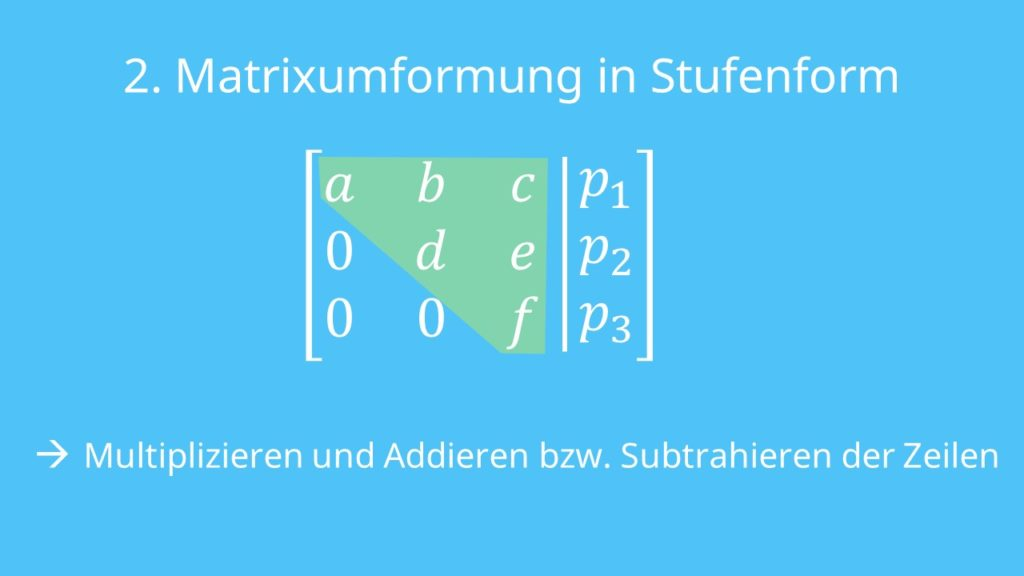 2. Matrixumformung in Stufenform
a b c p₁
0 d e p₂
0 0 f p₃
→ Multiplizieren und Addieren bzw. Subtrahieren der Zeilen